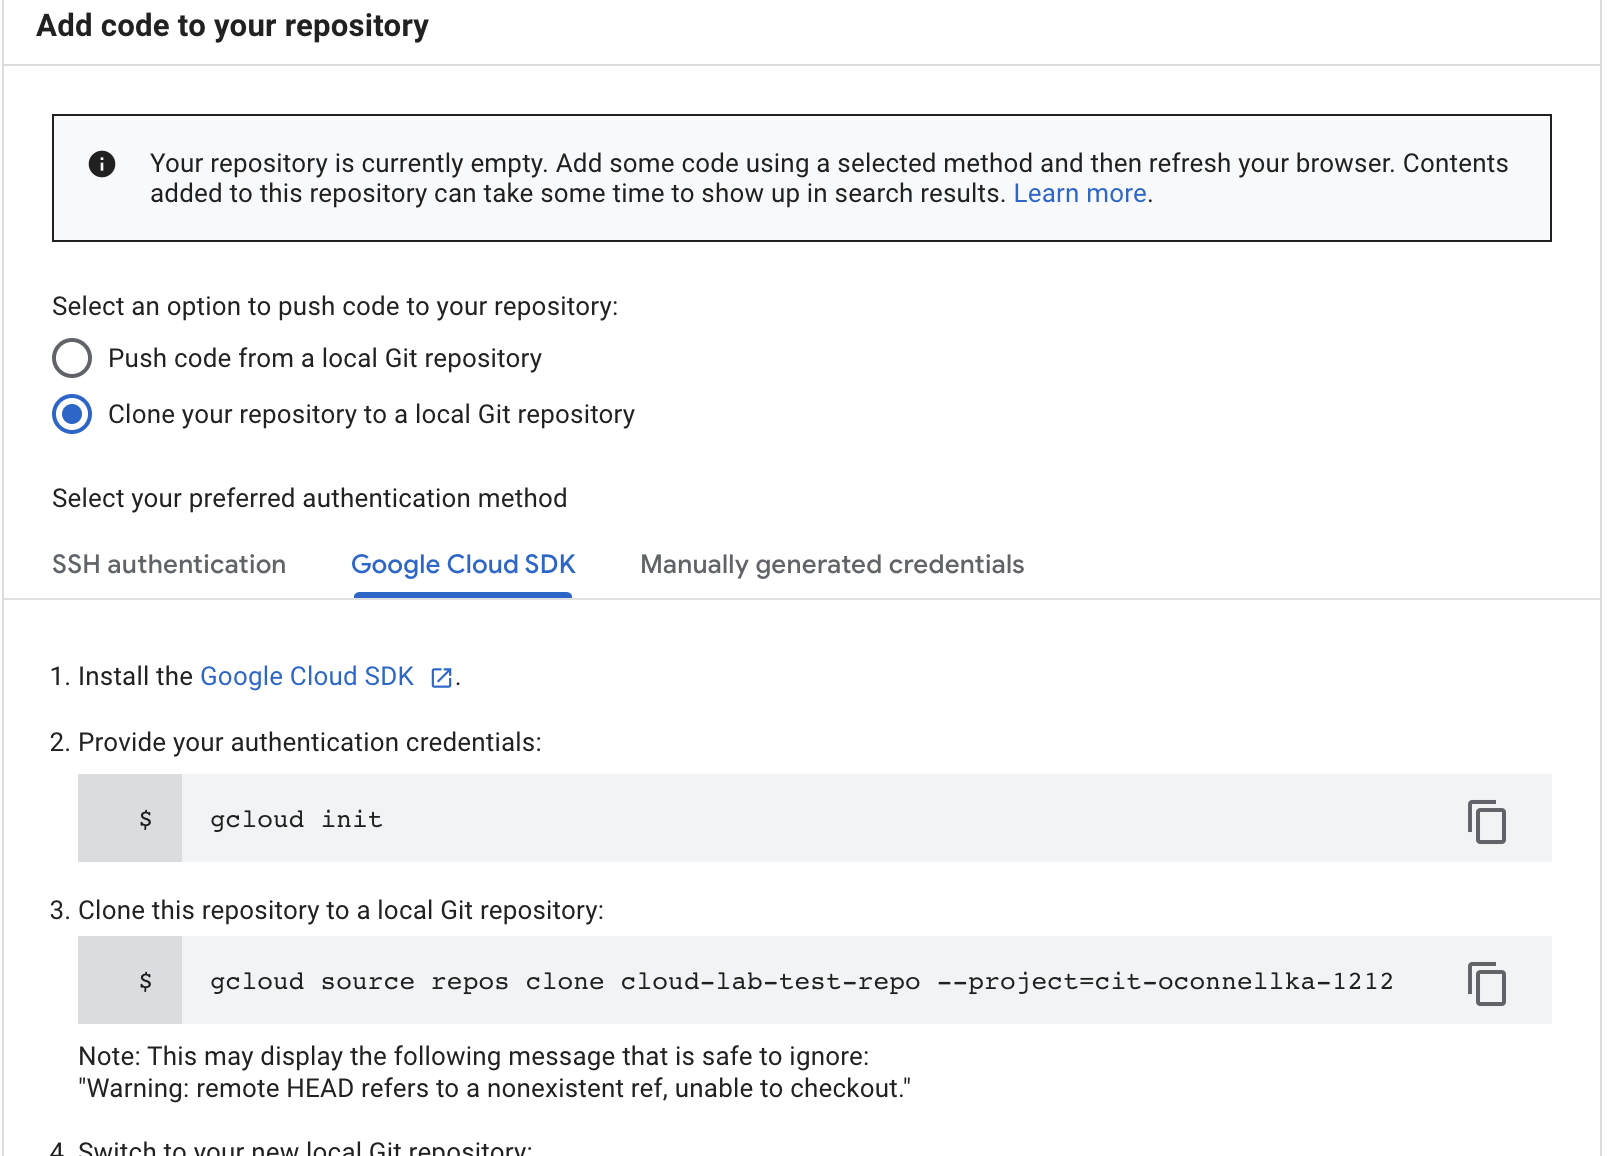 Add code to your repository
Your repository is currently empty. Add some code using a selected method and then refresh your browser. Contents
added to this repository can take some time to show up in search results. Learn more.
Select an option to push code to your repository:
Push code from a local Git repository
Clone your repository to a local Git repository
Select your preferred authentication method
SSH authentication Google Cloud SDK Manually generated credentials
1. Install the Google Cloud SDK .
2. Provide your authentication credentials:
$ gcloud init
3. Clone this repository to a local Git repository:
$ gcloud source repos clone cloud-lab-test-repo --project=cit-oconnellka-1212
Note: This may display the following message that is safe to ignore:
"Warning: remote HEAD refers to a nonexistent ref, unable to checkout."
4. Switch to your new local Git repository: